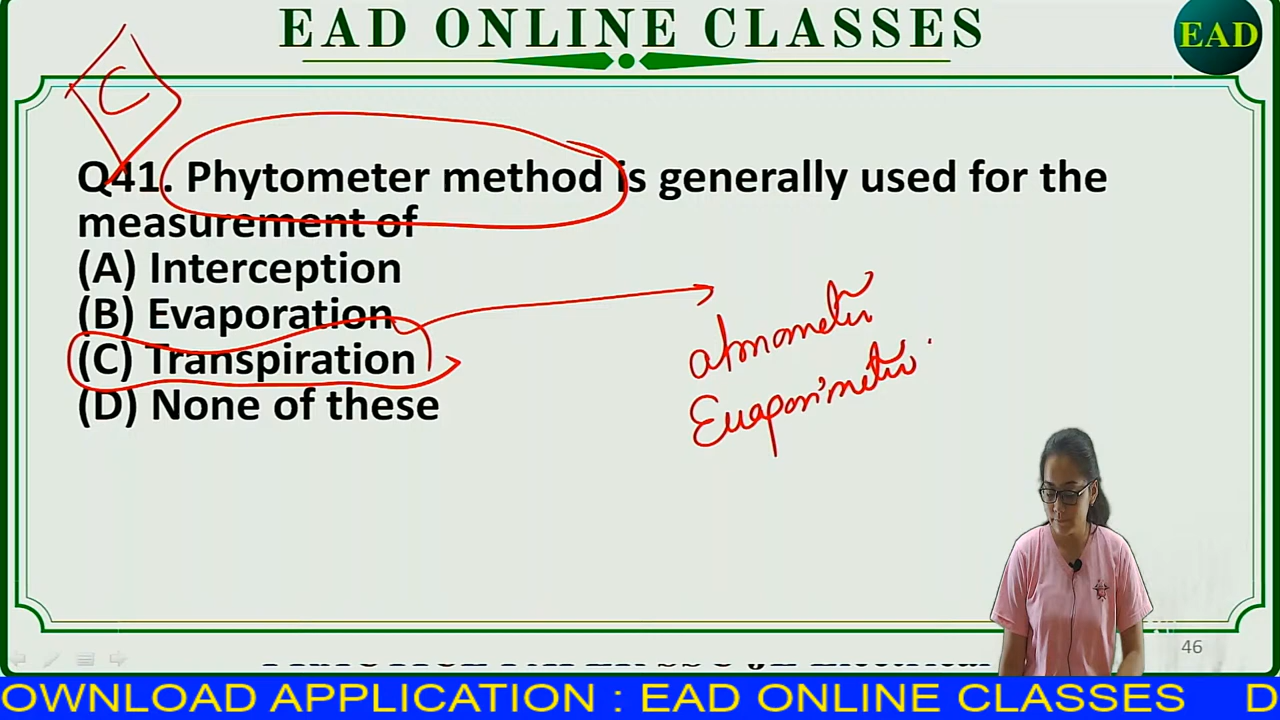 EAD ONLINE CLASSES
EAD
C
Q41. Phytometer method is generally used for the
measurement of
(A) Interception
(B) Evaporation
(C) Transpiration
(D) None of these
atmometer
Evaporimeter
46
OWNLOAD APPLICATION : EAD ONLINE CLASSES D